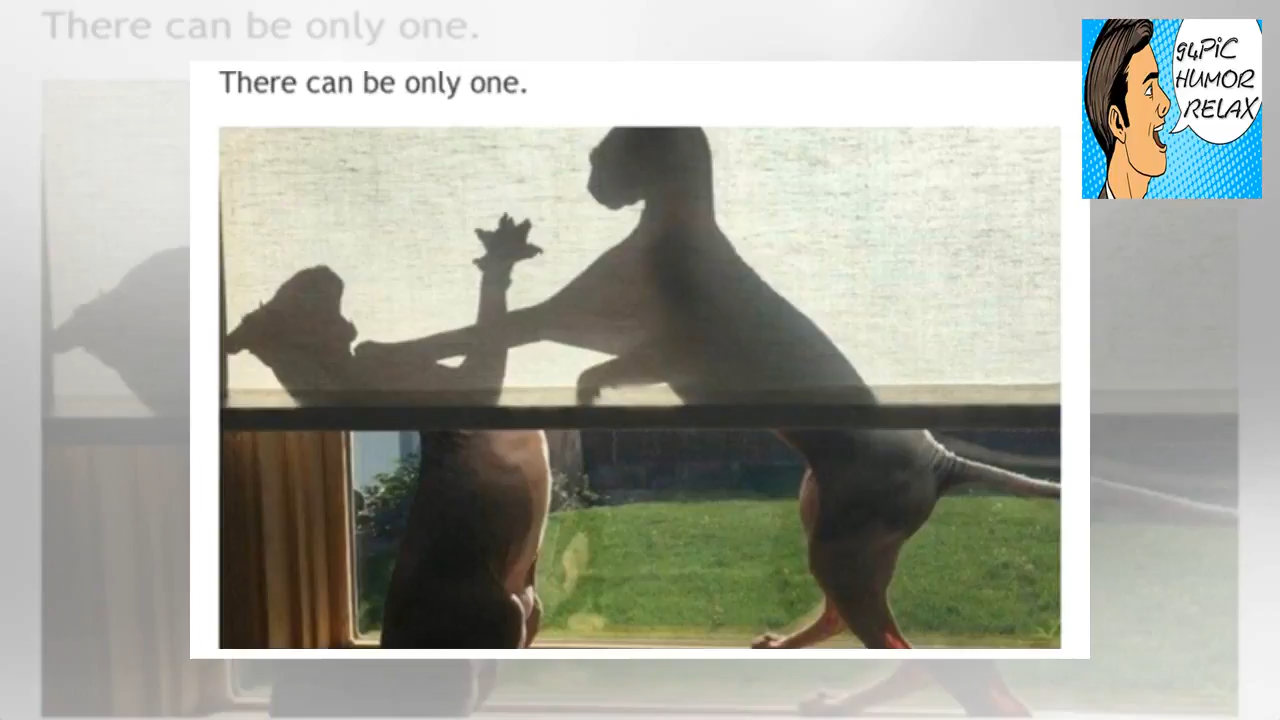 There can be only one.
There can be only one.
94PiC
HUMOR
RELAX